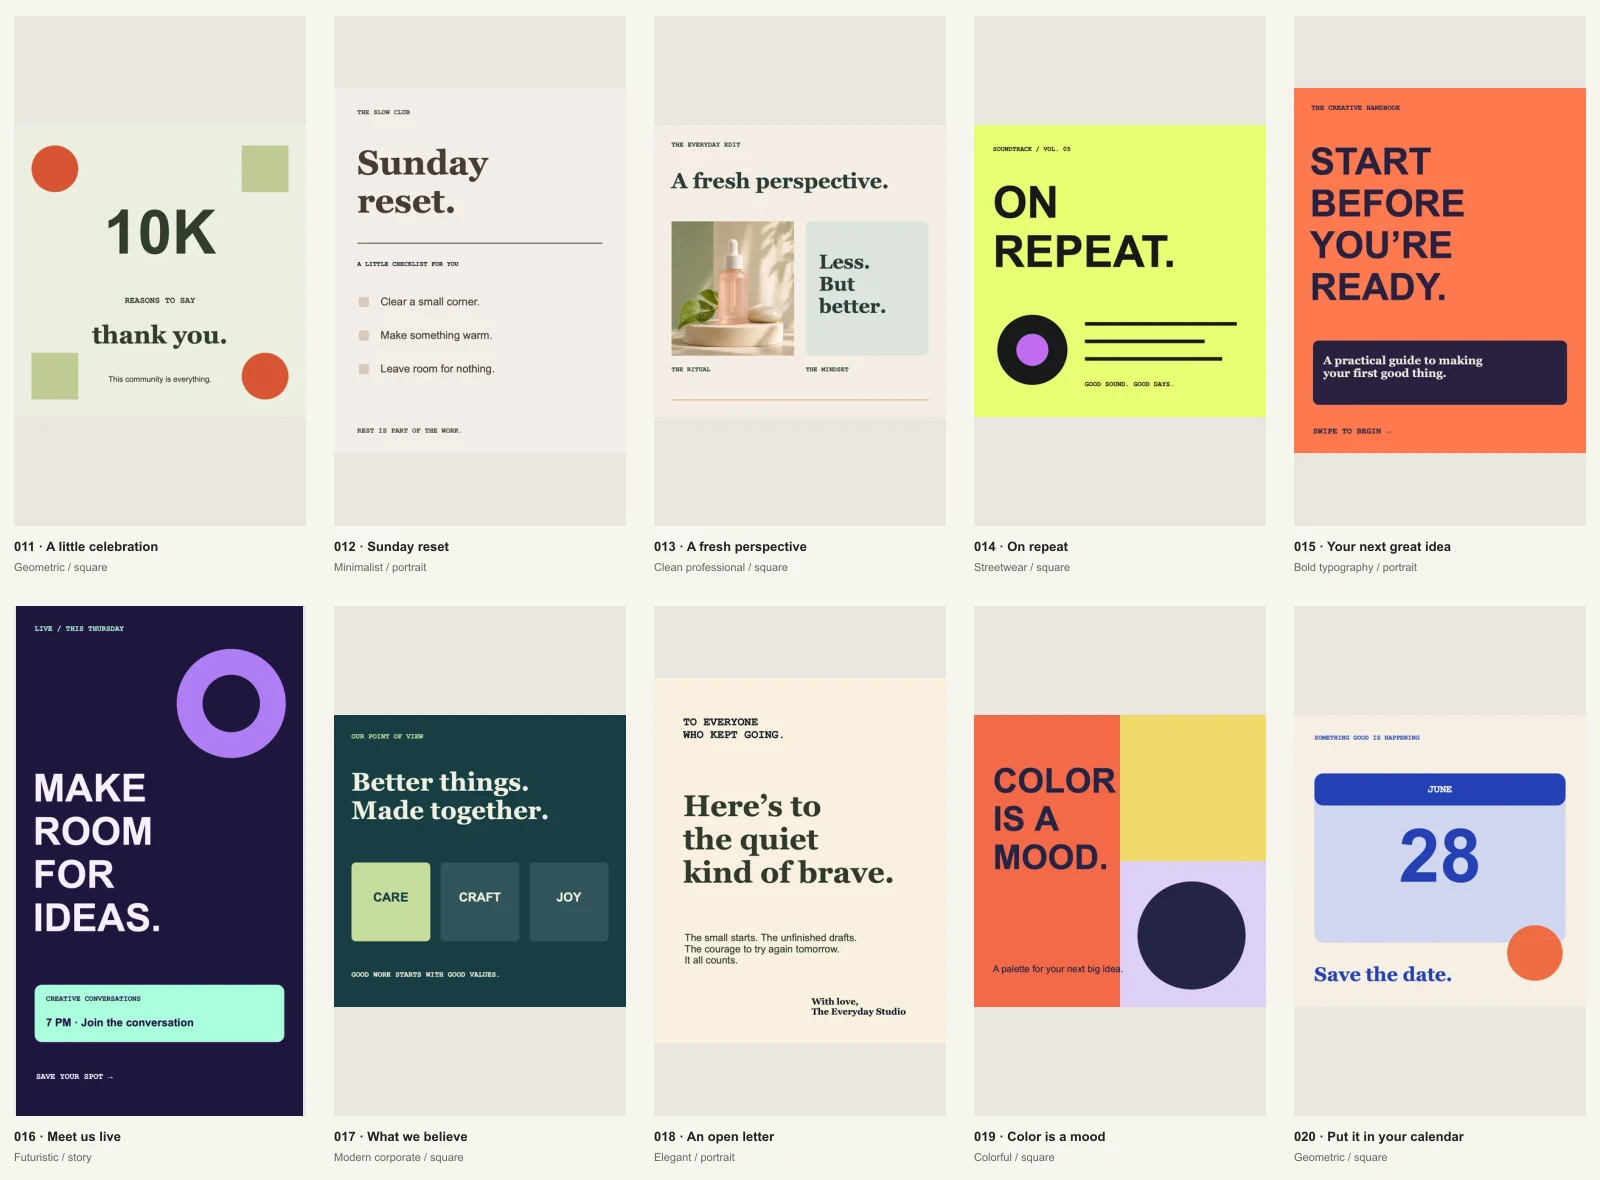 10K
REASONS TO SAY
thank you.
This community is everything.
011 · A little celebration
Geometric / square
THE SLOW CLUB
Sunday
reset.
A LITTLE CHECKLIST FOR YOU
Clear a small corner.
Make something warm.
Leave room for nothing.
REST IS PART OF THE WORK.
012 · Sunday reset
Minimalist / portrait
THE EVERYDAY EDIT
A fresh perspective.
Less.
But
better.
THE RITUAL
THE MINDSET
013 · A fresh perspective
Clean professional / square
SOUNDTRACK / VOL. 05
ON
REPEAT.
GOOD SOUND. GOOD DAYS.
014 · On repeat
Streetwear / square
THE CREATIVE HANDBOOK
START
BEFORE
YOU’RE
READY.
A practical guide to making
your first good thing.
SWIPE TO BEGIN →
015 · Your next great idea
Bold typography / portrait
LIVE / THIS THURSDAY
MAKE
ROOM
FOR
IDEAS.
CREATIVE CONVERSATIONS
7 PM · Join the conversation
SAVE YOUR SPOT →
016 · Meet us live
Futuristic / story
OUR POINT OF VIEW
Better things.
Made together.
CARE
CRAFT
JOY
GOOD WORK STARTS WITH GOOD VALUES.
017 · What we believe
Modern corporate / square
TO EVERYONE
WHO KEPT GOING.
Here’s to
the quiet
kind of brave.
The small starts. The unfinished drafts.
The courage to try again tomorrow.
It all counts.
With love,
The Everyday Studio
018 · An open letter
Elegant / portrait
COLOR
IS A
MOOD.
A palette for your next big idea.
019 · Color is a mood
Colorful / square
SOMETHING GOOD IS HAPPENING
JUNE
28
Save the date.
020 · Put it in your calendar
Geometric / square